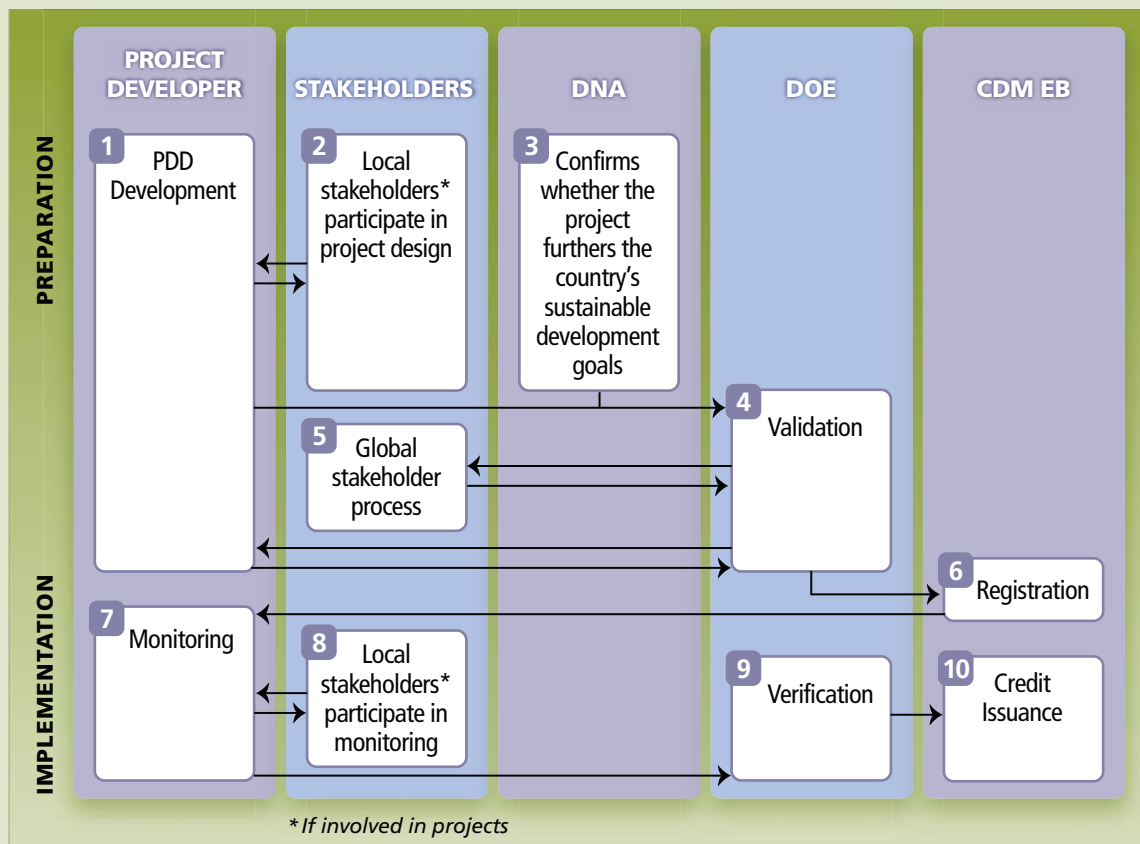 PROJECT
DEVELOPER
STAKEHOLDERS
DNA
DOE
CDM EB
PREPARATION
1
PDD
Development
2
Local
stakeholders*
participate in
project design
3
Confirms
whether the
project
furthers the
country's
sustainable
development
goals
4
Validation
5
Global
stakeholder
process
6
Registration
IMPLEMENTATION
7
Monitoring
8
Local
stakeholders*
participate in
monitoring
9
Verification
10
Credit
Issuance
*If involved in projects